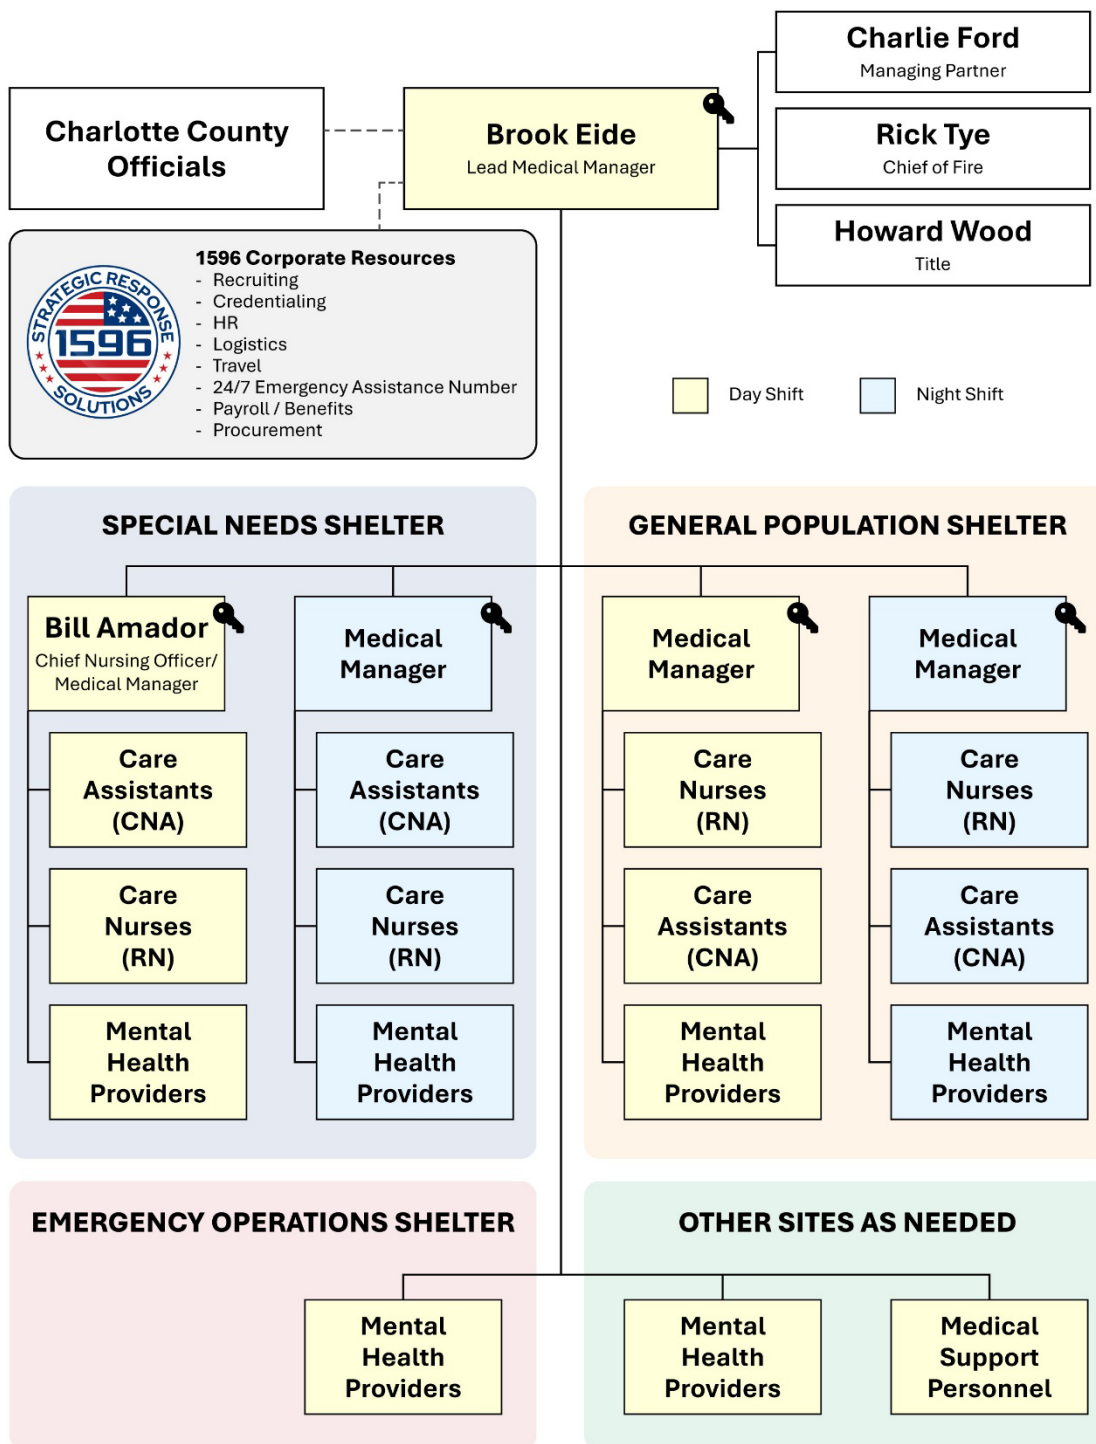 Charlie Ford
Managing Partner
Charlotte County
Officials
Brook Eide
Lead Medical Manager
Rick Tye
Chief of Fire
Howard Wood
Title
STRATEGIC RESPONSE
1596
SOLUTIONS
1596 Corporate Resources
- Recruiting
- Credentialing
- HR
- Logistics
- Travel
- 24/7 Emergency Assistance Number
- Payroll / Benefits
- Procurement
Day Shift
Night Shift
SPECIAL NEEDS SHELTER
Bill Amador
Chief Nursing Officer/
Medical Manager
Care
Assistants
(CNA)
Care
Nurses
(RN)
Mental
Health
Providers
Medical
Manager
Care
Assistants
(CNA)
Care
Nurses
(RN)
Mental
Health
Providers
GENERAL POPULATION SHELTER
Medical
Manager
Care
Nurses
(RN)
Care
Assistants
(CNA)
Mental
Health
Providers
Medical
Manager
Care
Nurses
(RN)
Care
Assistants
(CNA)
Mental
Health
Providers
EMERGENCY OPERATIONS SHELTER
Mental
Health
Providers
OTHER SITES AS NEEDED
Mental
Health
Providers
Medical
Support
Personnel